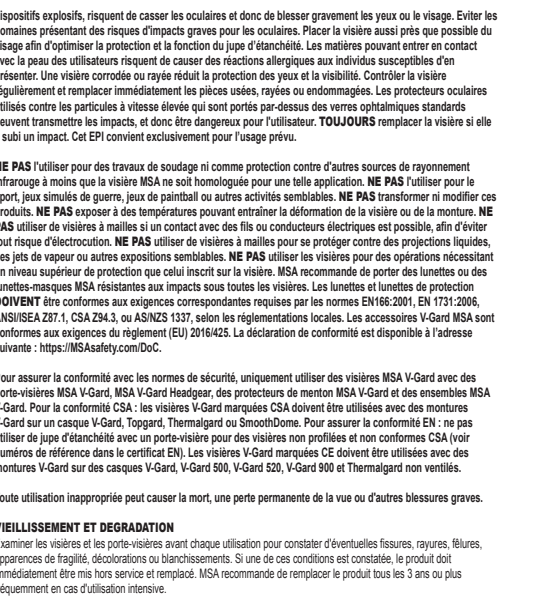 ispositifs explosifs, risquent de casser les oculaires et donc de blesser gravement les yeux ou le visage. Eviter les
omaines présentant des risques d'impacts graves pour les oculaires. Placer la visière aussi près que possible du
isage afin d'optimiser la protection et la fonction du jupe d'étanchéité. Les matières pouvant entrer en contact
vec la peau des utilisateurs risquent de causer des réactions allergiques aux individus susceptibles d'en
résenter. Une visière corrodée ou rayée réduit la protection des yeux et la visibilité. Contrôler la visière
égulièrement et remplacer immédiatement les pièces usées, rayées ou endommagées. Les protecteurs oculaires
tilisés contre les particules à vitesse élevée qui sont portés par-dessus des verres ophtalmiques standards
euvent transmettre les impacts, et donc être dangereux pour l'utilisateur. TOUJOURS remplacer la visière si elle
subi un impact. Cet EPI convient exclusivement pour l'usage prévu.
NE PAS l'utiliser pour des travaux de soudage ni comme protection contre d'autres sources de rayonnement
nfrarouge à moins que la visière MSA ne soit homologuée pour une telle application. NE PAS l'utiliser pour le
port, jeux simulés de guerre, jeux de paintball ou autres activités semblables. NE PAS transformer ni modifier ces
roduits. NE PAS exposer à des températures pouvant entraîner la déformation de la visière ou de la monture. NE
PAS utiliser de visières à mailles si un contact avec des fils ou conducteurs électriques est possible, afin d'éviter
out risque d'électrocution. NE PAS utiliser de visières à mailles pour se protéger contre des projections liquides,
es jets de vapeur ou autres expositions semblables. NE PAS utiliser les visières pour des opérations nécessitant
n niveau supérieur de protection que celui inscrit sur la visière. MSA recommande de porter des lunettes ou des
unettes-masques MSA résistantes aux impacts sous toutes les visières. Les lunettes et lunettes de protection
DOIVENT être conformes aux exigences correspondantes requises par les normes EN166:2001, EN 1731:2006,
ANSI/ISEA Z87.1, CSA Z94.3, ou AS/NZS 1337, selon les réglementations locales. Les accessoires V-Gard MSA sont
onformes aux exigences du règlement (EU) 2016/425. La déclaration de conformité est disponible à l'adresse
uivante : https://MSAsafety.com/DoC.
our assurer la conformité avec les normes de sécurité, uniquement utiliser des visières MSA V-Gard avec des
orte-visières MSA V-Gard, MSA V-Gard Headgear, des protecteurs de menton MSA V-Gard et des ensembles MSA
-Gard. Pour la conformité CSA : les visières V-Gard marquées CSA doivent être utilisées avec des montures
-Gard sur un casque V-Gard, Topgard, Thermalgard ou SmoothDome. Pour assurer la conformité EN : ne pas
tiliser de jupe d'étanchéité avec un porte-visière pour des visières non profilées et non conformes CSA (voir
uméros de référence dans le certificat EN). Les visières V-Gard marquées CE doivent être utilisées avec des
ontures V-Gard sur des casques V-Gard, V-Gard 500, V-Gard 520, V-Gard 900 et Thermalgard non ventilés.
oute utilisation inappropriée peut causer la mort, une perte permanente de la vue ou d'autres blessures graves.
VIEILLISSEMENT ET DEGRADATION
xaminer les visières et les porte-visières avant chaque utilisation pour constater d'éventuelles fissures, rayures, fêlures,
pparences de fragilité, décolorations ou blanchissements. Si une de ces conditions est constatée, le produit doit
mmédiatement être mis hors service et remplacé. MSA recommande de remplacer le produit tous les 3 ans ou plus
équemment en cas d'utilisation intensive.